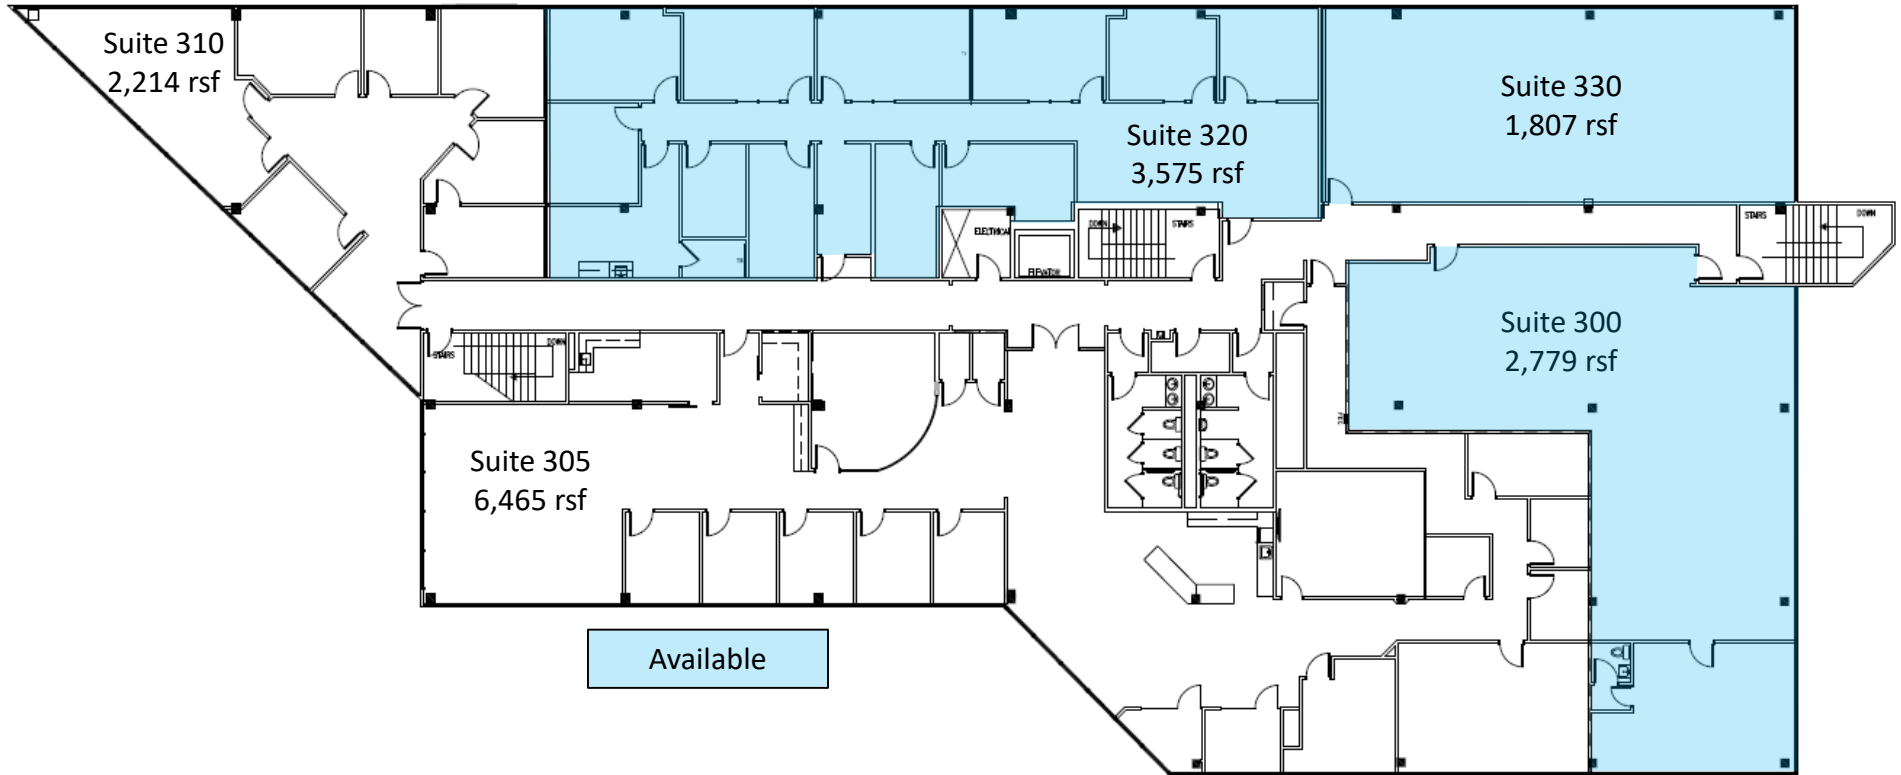 Suite 310
2,214 rsf
Suite 320
3,575 rsf
Suite 330
1,807 rsf
ELECTRICAL
ELEVATOR
DOWN
STAIRS
STAIRS
DOWN
Suite 300
2,779 rsf
STAIRS
DOWN
Suite 305
6,465 rsf
Available